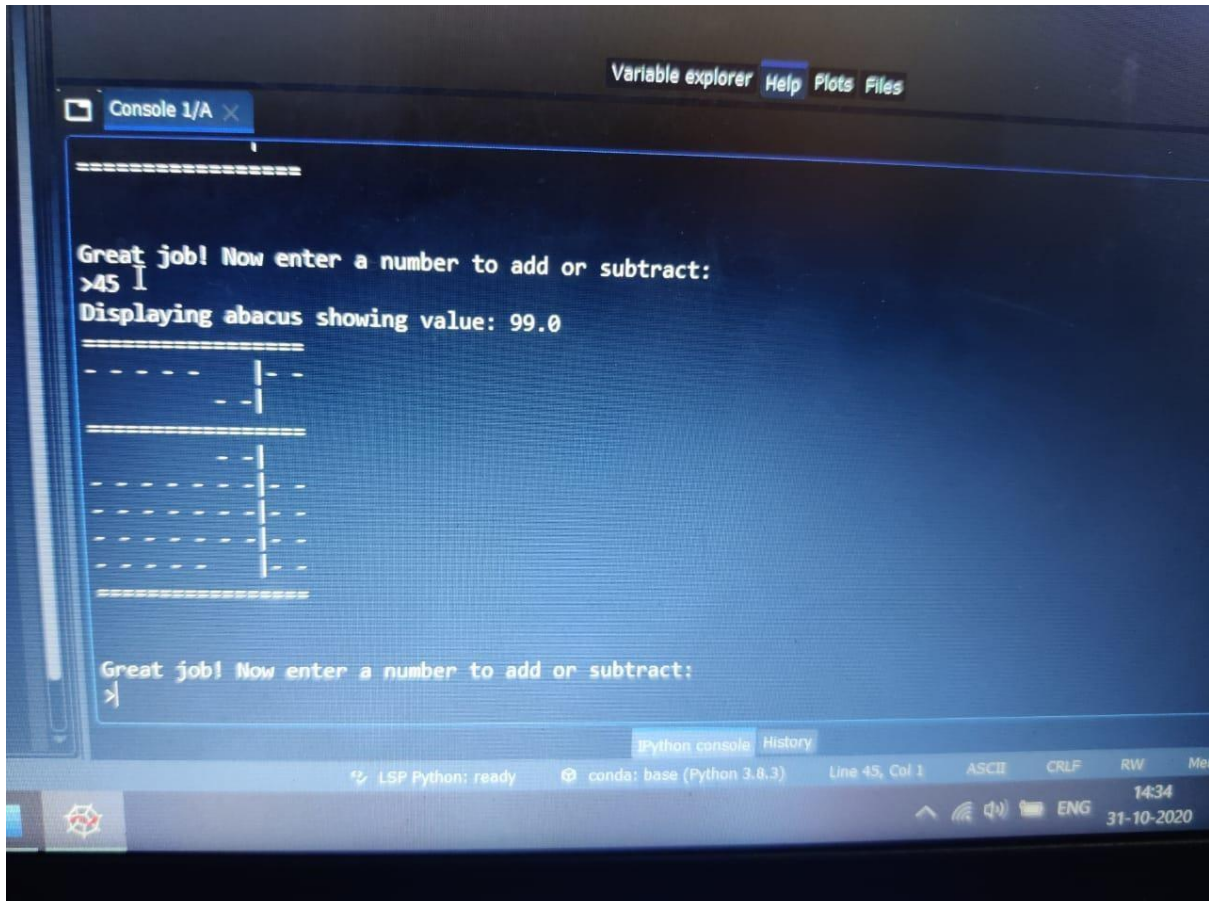 Variable explorer Help Plots Files
Console 1/A ×
=================
Great job! Now enter a number to add or subtract:
>45
Displaying abacus showing value: 99.0
=================
- - - - -    |- -
          - -|
=================
          - -|
- - - - - - -|- -
- - - - - - -|- -
- - - - - - -|- -
- - - - -    |- -
=================
Great job! Now enter a number to add or subtract:
>
IPython console History
LSP Python: ready conda: base (Python 3.8.3) Line 45, Col 1 ASCII CRLF RW
14:34
ENG
31-10-2020